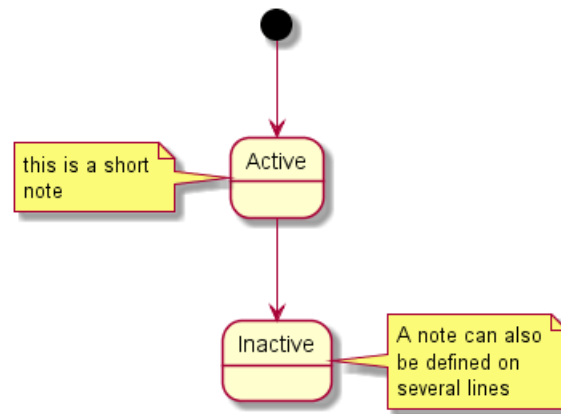 Active
this is a short
note
Inactive
A note can also
be defined on
several lines